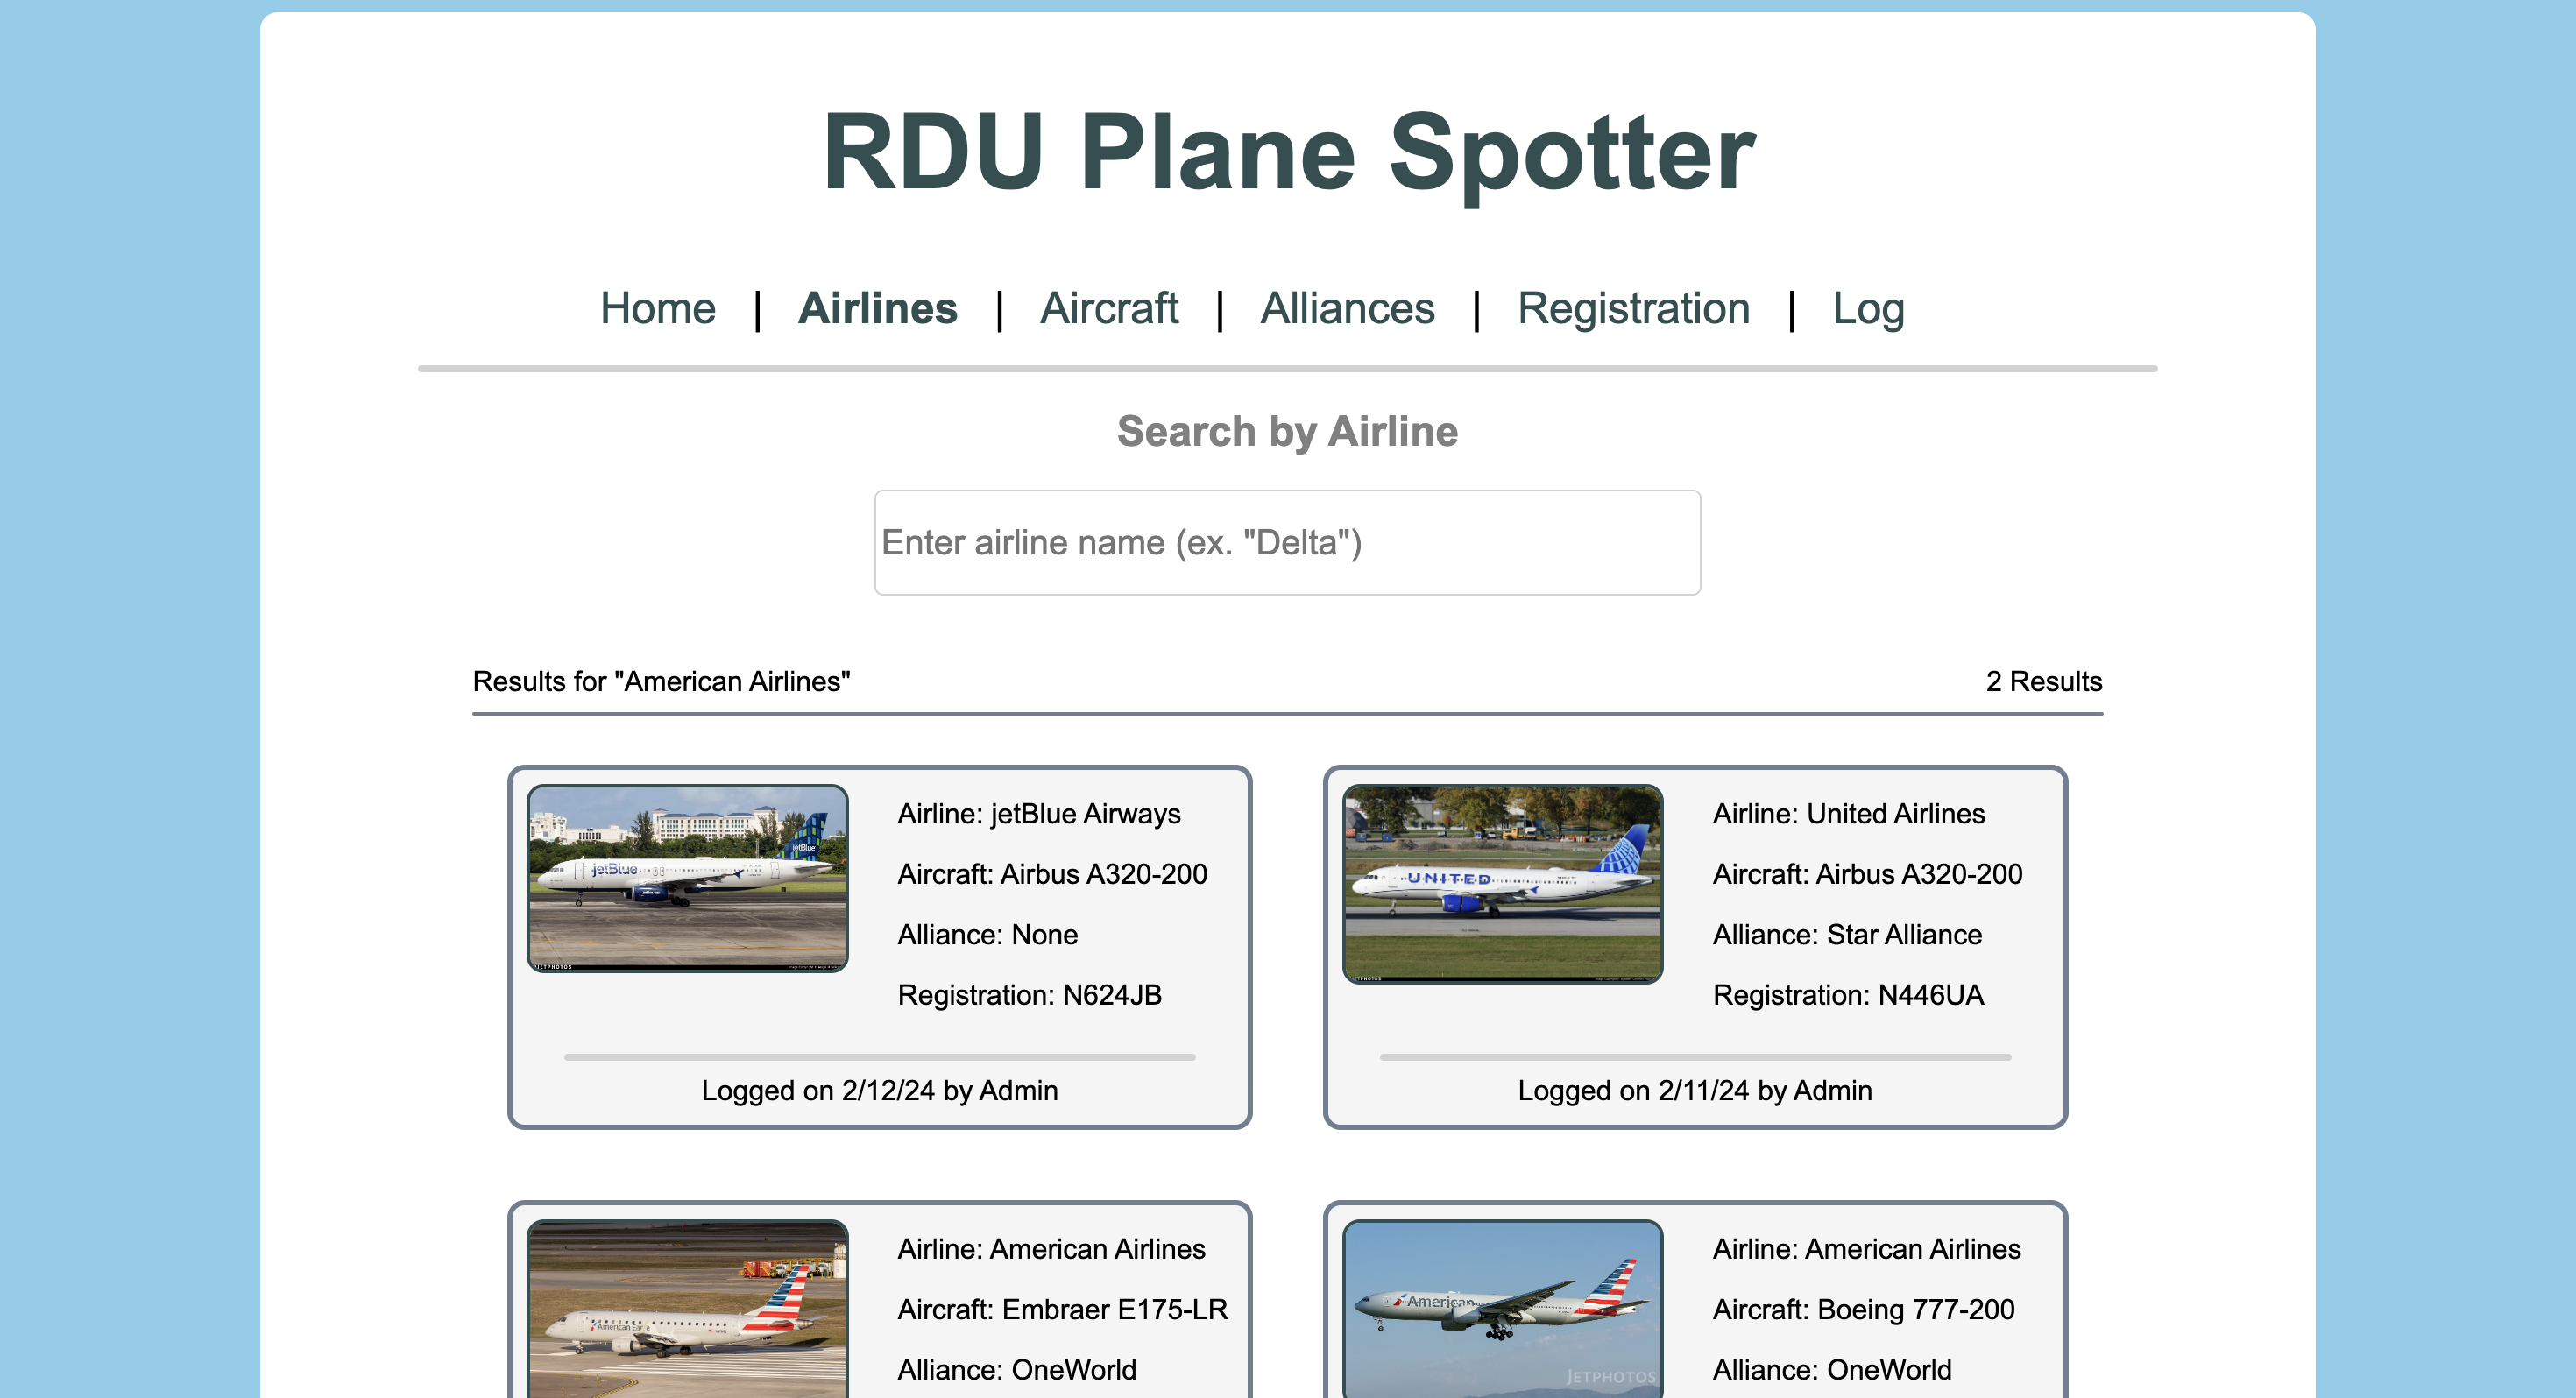 RDU Plane Spotter
Home | Airlines | Aircraft | Alliances | Registration | Log
Search by Airline
Enter airline name (ex. "Delta")
Results for "American Airlines" 2 Results
jetBlue
jetBlue
JETPHOTOS
Airline: jetBlue Airways
Aircraft: Airbus A320-200
Alliance: None
Registration: N624JB
Logged on 2/12/24 by Admin
UNITED
JETPHOTOS
Airline: United Airlines
Aircraft: Airbus A320-200
Alliance: Star Alliance
Registration: N446UA
Logged on 2/11/24 by Admin
American
Airline: American Airlines
Aircraft: Embraer E175-LR
Alliance: OneWorld
American
JETPHOTOS
Airline: American Airlines
Aircraft: Boeing 777-200
Alliance: OneWorld